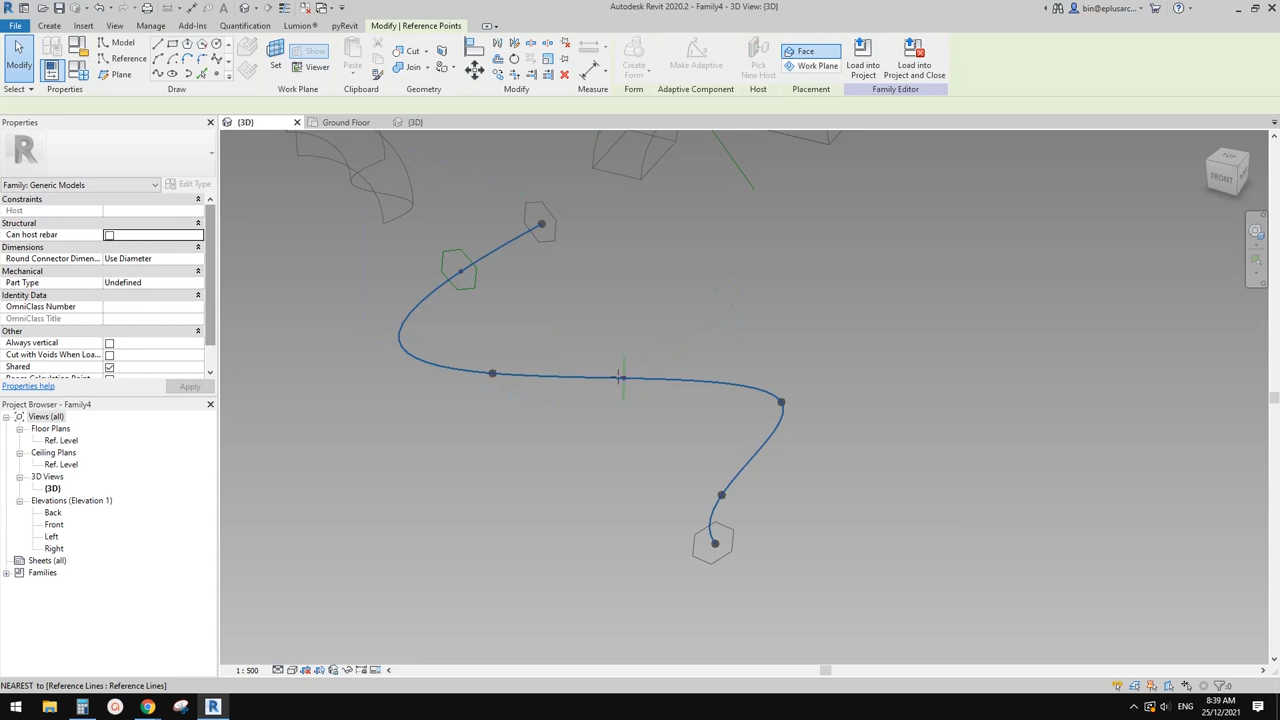 Autodesk Revit 2020.2 - Family4 - 3D View: {3D}
bin@eplusarc...
File Create Insert View Manage Add-Ins Quantification Lumion® pyRevit Modify | Reference Points
Modify
Select
Properties
Model
Reference
Plane
Draw
Set
Show
Viewer
Work Plane
Paste
Clipboard
Cut
Join
Geometry
Modify
Measure
Create Form
Form
Make Adaptive
Adaptive Component
Pick New Host
Host
Face
Work Plane
Placement
Load into Project
Load into Project and Close
Family Editor
Properties
{3D}
Ground Floor
{3D}
Family: Generic Models
Edit Type
Constraints
Host
Structural
Can host rebar
Dimensions
Round Connector Dimen... Use Diameter
Mechanical
Part Type Undefined
Identity Data
OmniClass Number
OmniClass Title
Other
Always vertical
Cut with Voids When Loa...
Shared
Properties help
Apply
Project Browser - Family4
Views (all)
Floor Plans
Ref. Level
Ceiling Plans
Ref. Level
3D Views
{3D}
Elevations (Elevation 1)
Back
Front
Left
Right
Sheets (all)
Families
TOP
FRONT
1 : 500
NEAREST to [Reference Lines : Reference Lines]
:0
ENG
8:39 AM
25/12/2021